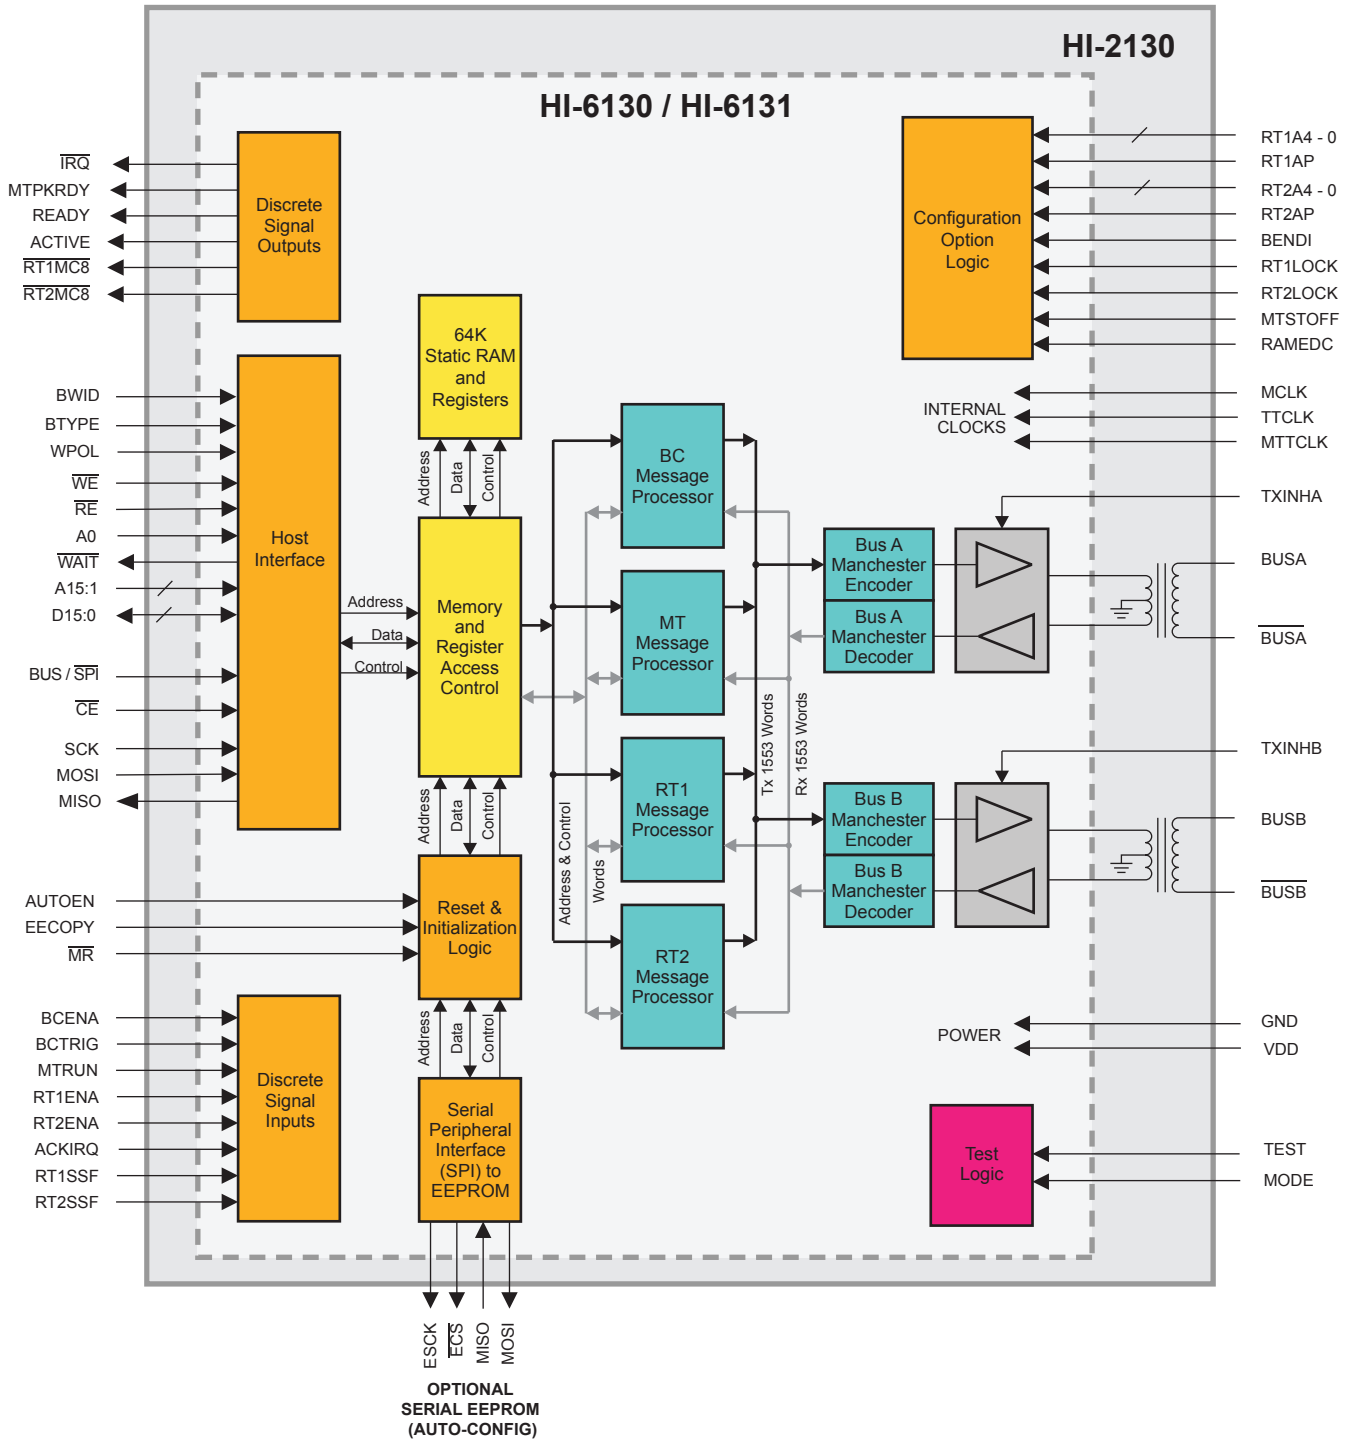 HI-2130
HI-6130 / HI-6131
IRQ
MTPKRDY
READY
ACTIVE
RT1MC8
RT2MC8
Discrete
Signal
Outputs
BWID
BTYPE
WPOL
WE
RE
A0
WAIT
A15:1
D15:0
BUS / SPI
CE
SCK
MOSI
MISO
Host
Interface
Address
Data
Control
64K
Static RAM
and
Registers
Address
Data
Control
Memory
and
Register
Access
Control
Address
Data
Control
AUTOEN
EECOPY
MR
Reset &
Initialization
Logic
Address
Data
Control
BCENA
BCTRIG
MTRUN
RT1ENA
RT2ENA
ACKIRQ
RT1SSF
RT2SSF
Discrete
Signal
Inputs
Serial
Peripheral
Interface
(SPI) to
EEPROM
ESCK
ECS
MISO
MOSI
OPTIONAL
SERIAL EEPROM
(AUTO-CONFIG)
BC
Message
Processor
MT
Message
Processor
RT1
Message
Processor
RT2
Message
Processor
Address & Control
Words
Tx 1553 Words
Rx 1553 Words
Configuration
Option
Logic
RT1A4 - 0
RT1AP
RT2A4 - 0
RT2AP
BENDI
RT1LOCK
RT2LOCK
MTSTOFF
RAMEDC
INTERNAL
CLOCKS
MCLK
TTCLK
MTTCLK
TXINHA
Bus A
Manchester
Encoder
Bus A
Manchester
Decoder
BUSA
BUSA
TXINHB
Bus B
Manchester
Encoder
Bus B
Manchester
Decoder
BUSB
BUSB
POWER
GND
VDD
Test
Logic
TEST
MODE